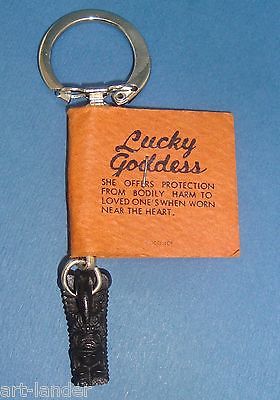 Lucky
Goddess
SHE OFFERS PROTECTION
FROM BODILY HARM TO
LOVED ONE'S WHEN WORN
NEAR THE HEART.
art-lander